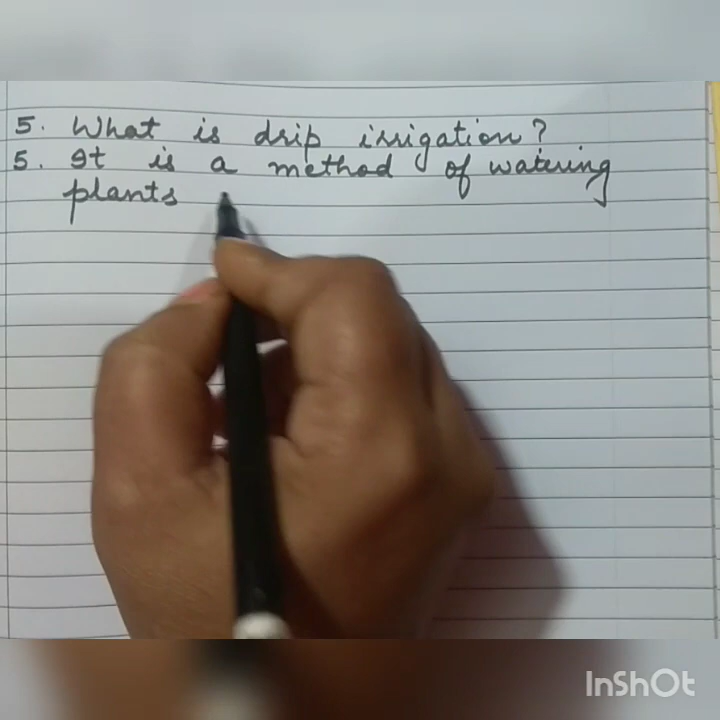 5. What is drip irrigation?
5. It is a method of watering
plants
InShOt